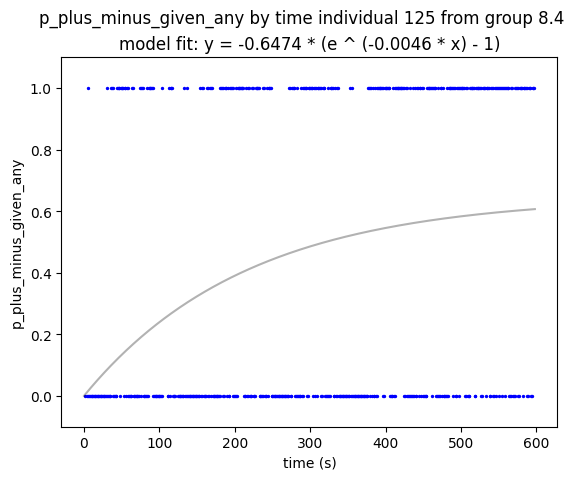 p_plus_minus_given_any by time individual 125 from group 8.4
model fit: y = -0.6474 * (e ^ (-0.0046 * x) - 1)
1.0
0.8
0.6
0.4
0.2
0.0
p_plus_minus_given_any
0 100 200 300 400 500 600
time (s)